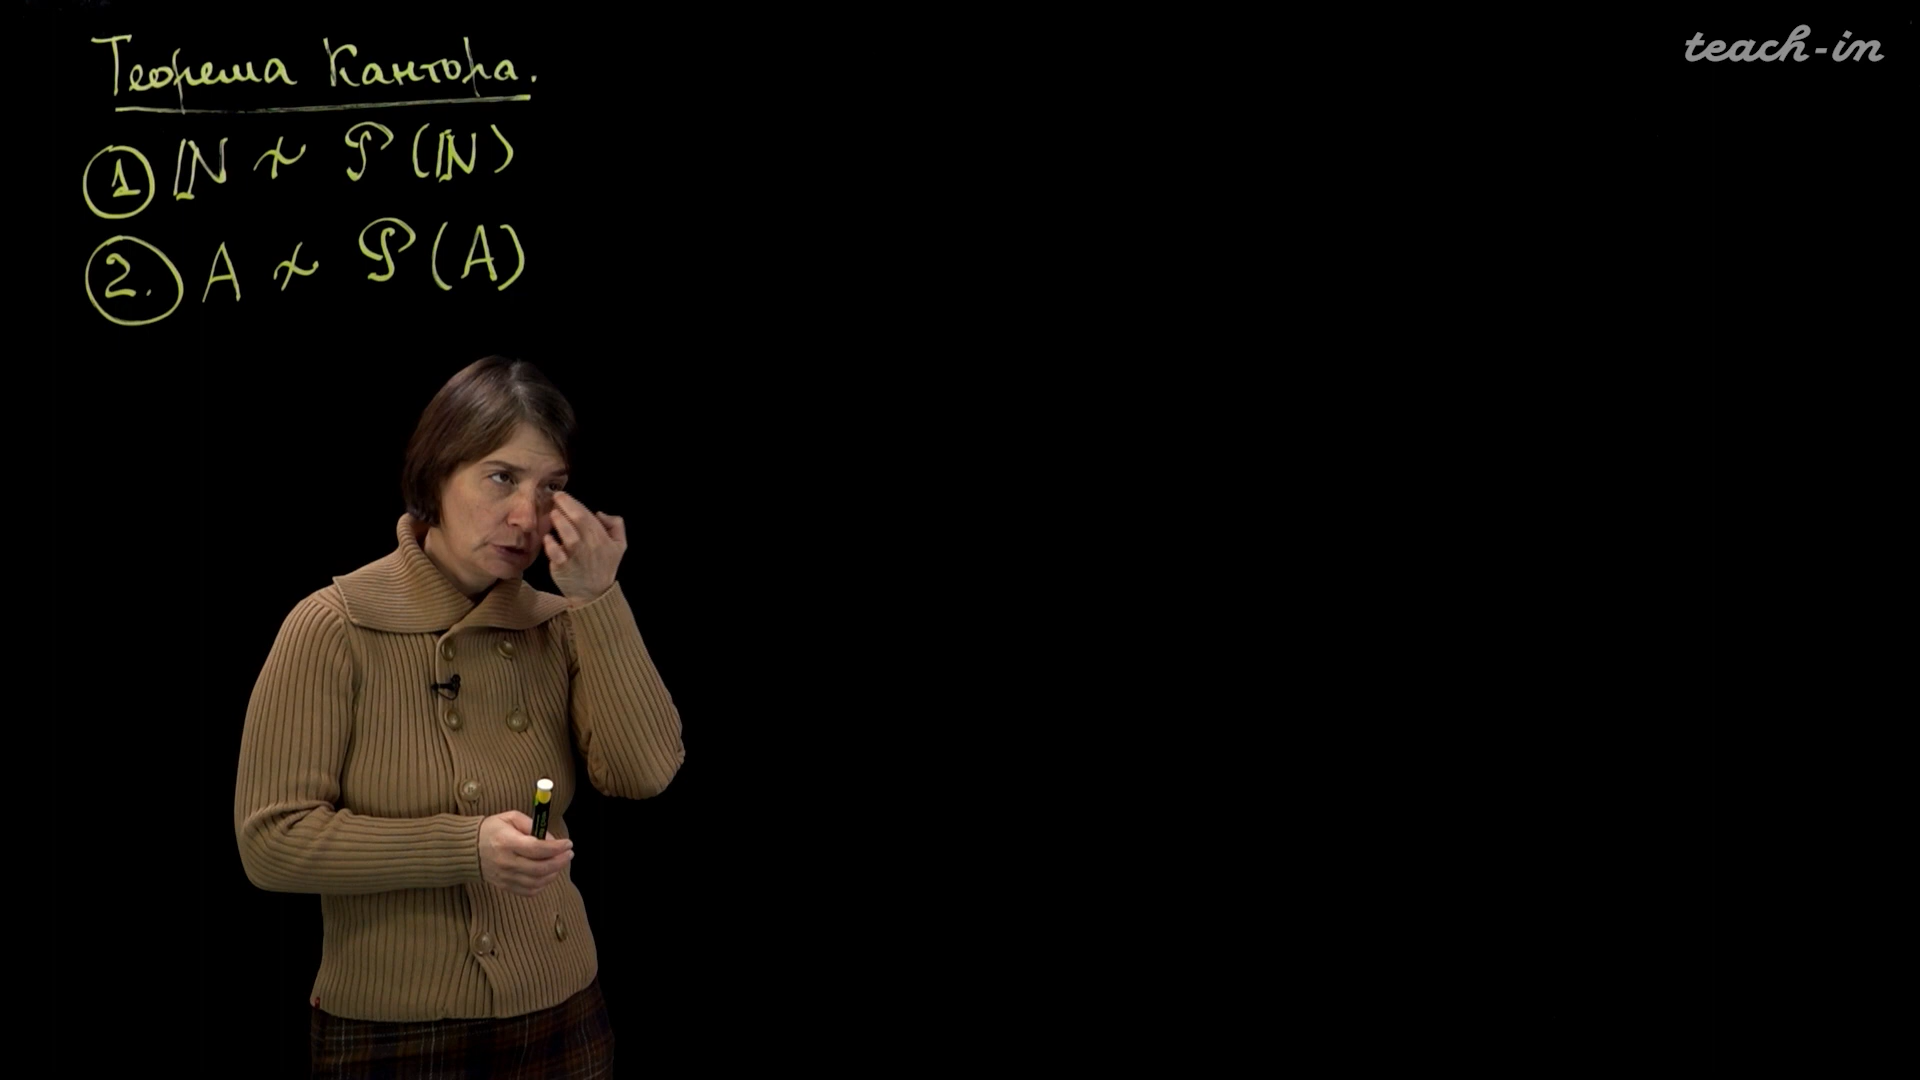 teach-in
Теорема Кантора.
① ℕ ≁ 𝒫(ℕ)
②. A ≁ 𝒫(A)